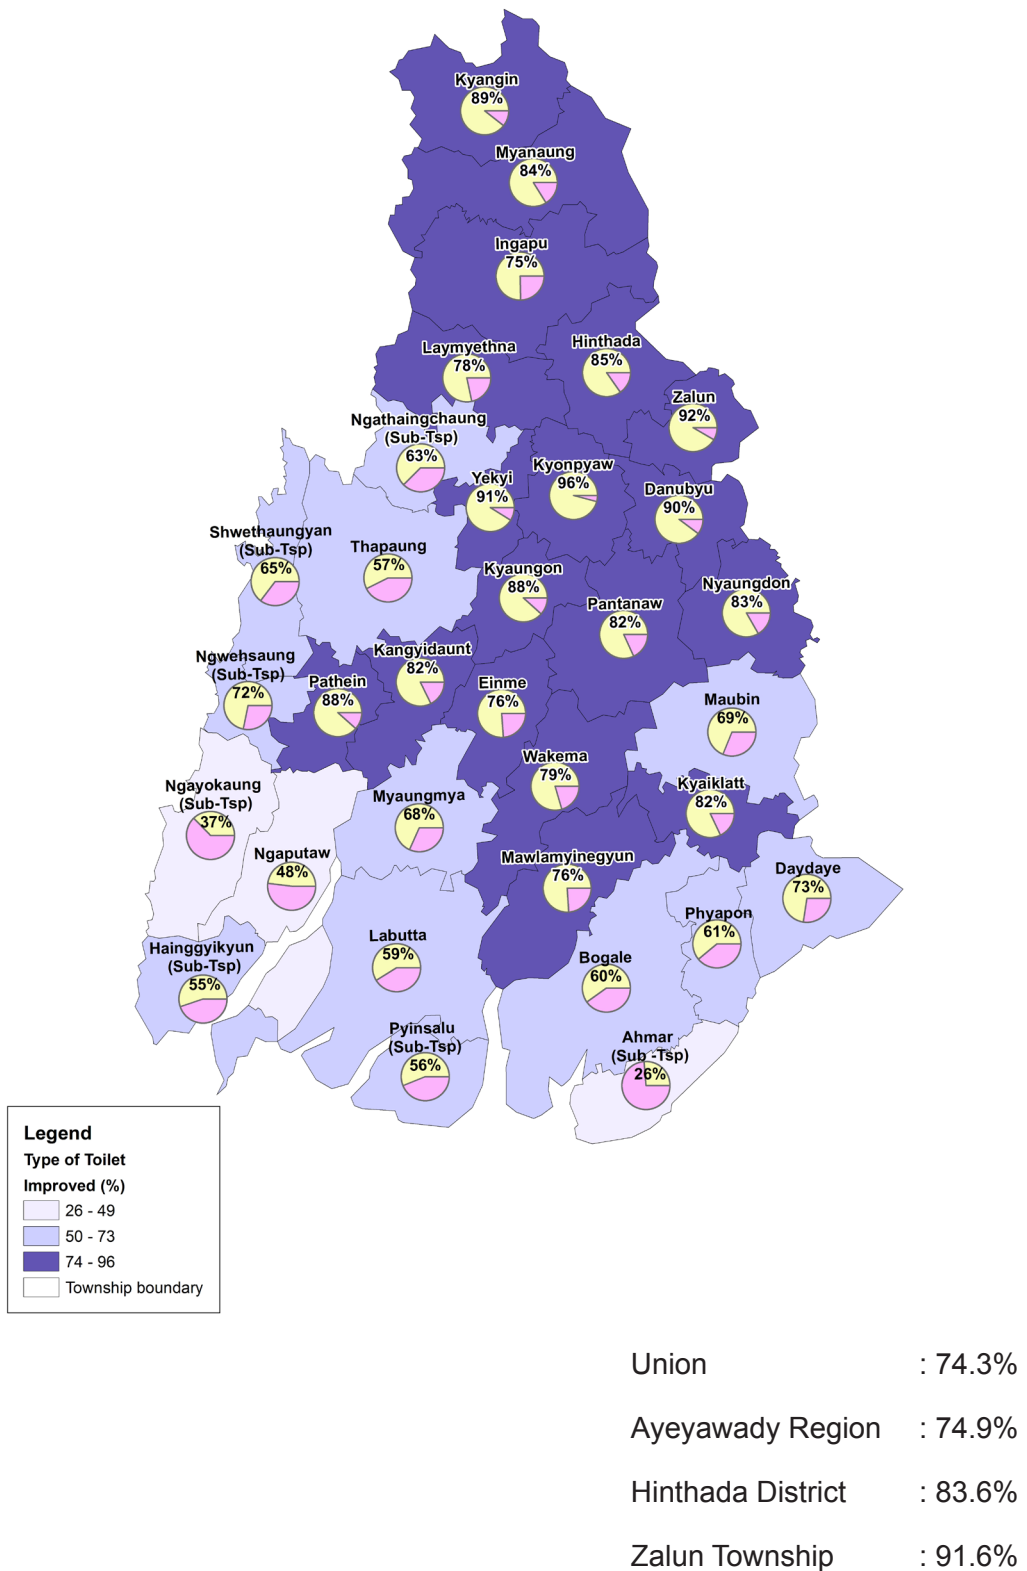 Kyangin
89%
Myanaung
84%
Ingapu
75%
Laymyethna
78%
Hinthada
85%
Zalun
92%
Ngathaingchaung
(Sub-Tsp)
63%
Yekyi
91%
Kyonpyaw
96%
Danubyu
90%
Shwethaungyan
(Sub-Tsp)
65%
Thapaung
57%
Kyaungon
88%
Pantanaw
82%
Nyaungdon
83%
Ngwehsaung
(Sub-Tsp)
72%
Pathein
88%
Kangyidaunt
82%
Einme
76%
Maubin
69%
Wakema
79%
Kyaiklatt
82%
Ngayokaung
(Sub-Tsp)
37%
Myaungmya
68%
Ngaputaw
48%
Mawlamyinegyun
76%
Daydaye
73%
Phyapon
61%
Hainggyikyun
(Sub-Tsp)
55%
Labutta
59%
Bogale
60%
Pyinsalu
(Sub-Tsp)
56%
Ahmar
(Sub -Tsp)
26%
Legend
Type of Toilet
Improved (%)
26 - 49
50 - 73
74 - 96
Township boundary
Union : 74.3%
Ayeyawady Region : 74.9%
Hinthada District : 83.6%
Zalun Township : 91.6%